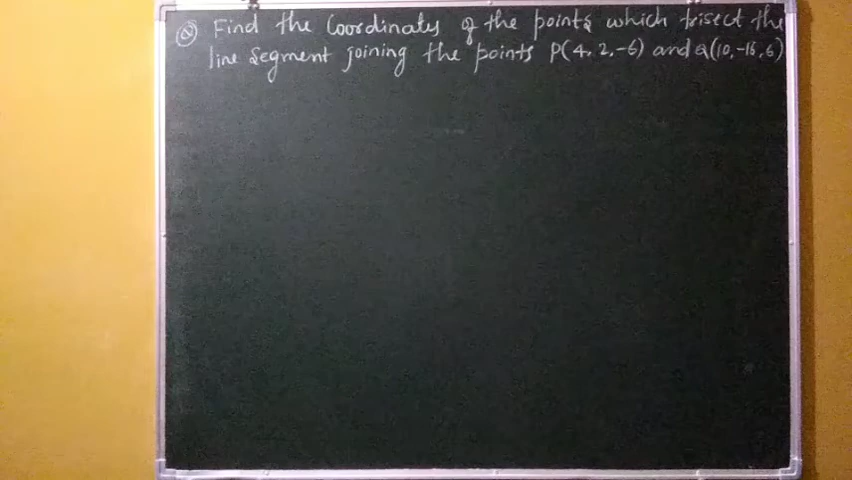 Q Find the Coordinates of the points which trisect the
line segment joining the points P(4, 2, -6) and Q(10, -16, 6)